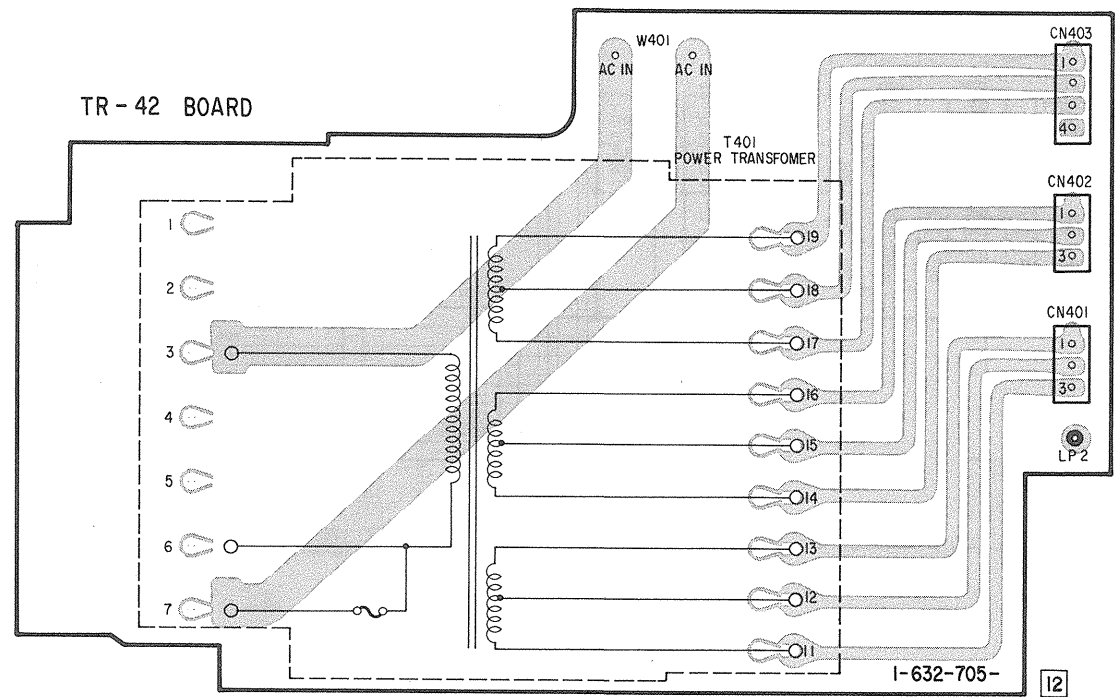 TR - 42 BOARD
W401
AC IN AC IN
T401
POWER TRANSFOMER
CN403
1
4
CN402
1
3
CN401
1
3
LP2
1
2
3
4
5
6
7
19
18
17
16
15
14
13
12
11
1-632-705-
12